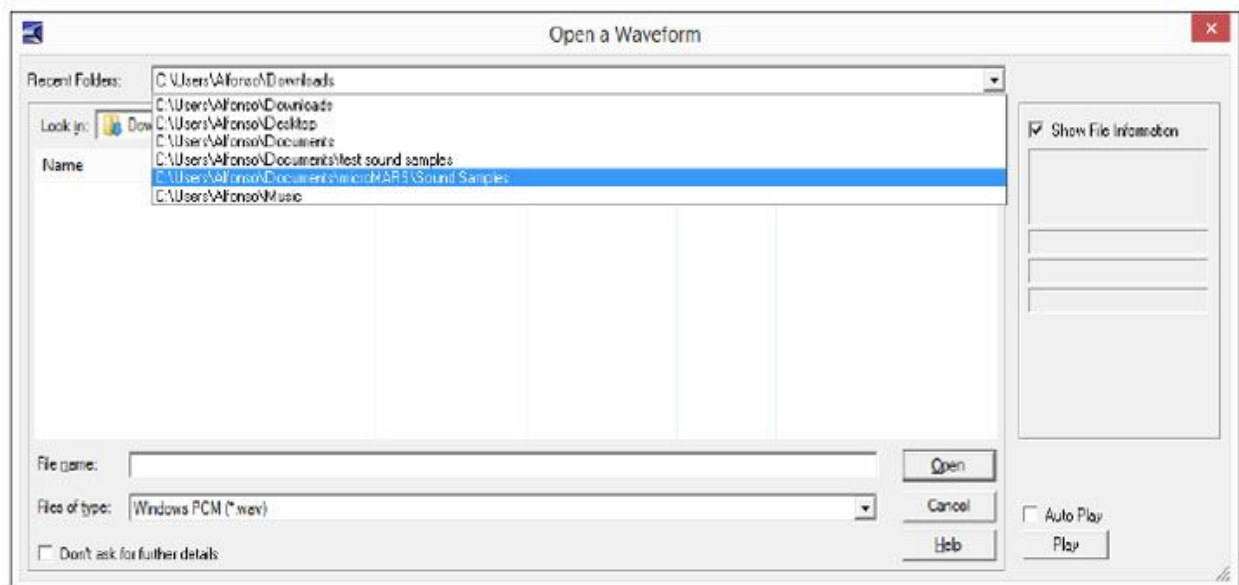 Open a Waveform
Recent Folders: C:\Users\Alfonso\Downloads
C:\Users\Alfonso\Downloads
Look in: Dow C:\Users\Alfonso\Desktop
C:\Users\Alfonso\Documents
C:\Users\Alfonso\Documents\test sound samples
C:\Users\Alfonso\Documents\microMARS\Sound Samples
C:\Users\Alfonso\Music
Name
Show File Information
File name: Open
Files of type: Windows PCM (*.wav) Cancel
Don't ask for further details Help
Auto Play
Play